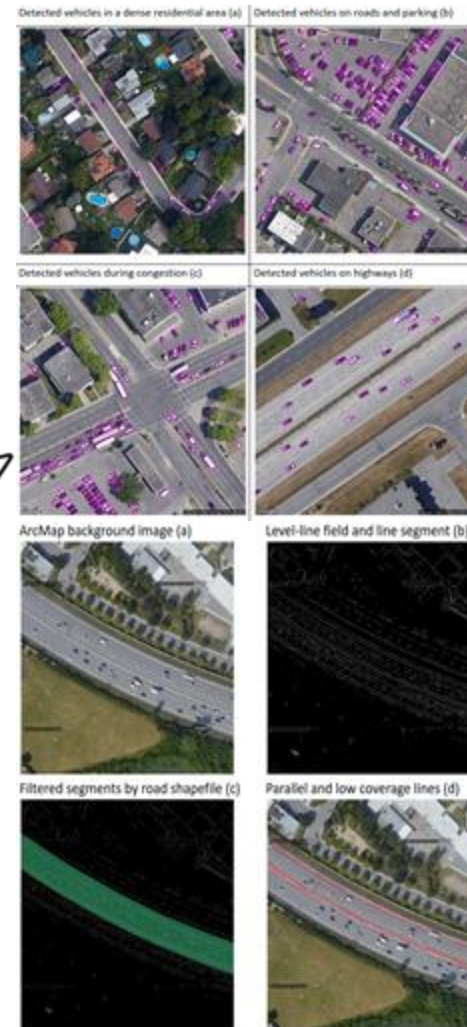 Detected vehicles in a dense residential area (a)
Detected vehicles on roads and parking (b)
Detected vehicles during congestion (c)
Detected vehicles on highways (d)
ArcMap background image (a)
Level-line field and line segment (b)
Filtered segments by road shapefile (c)
Parallel and low coverage lines (d)